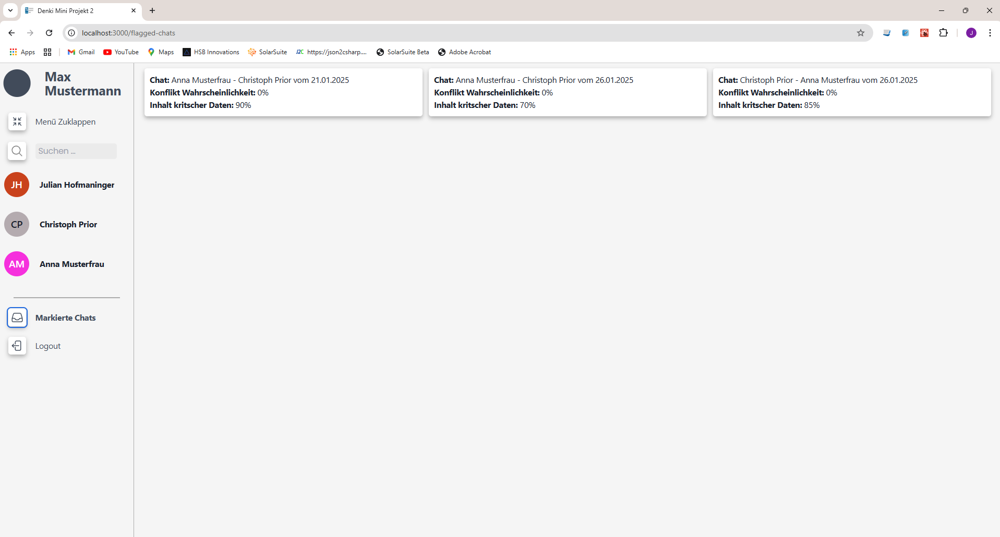 Denki Mini Projekt 2
localhost:3000/flagged-chats
J
Apps
Gmail
YouTube
Maps
HSB Innovations
SolarSuite
J2C https://json2csharp....
SolarSuite Beta
Adobe Acrobat
Max
Mustermann
Menü Zuklappen
Suchen ...
JH Julian Hofmaninger
CP Christoph Prior
AM Anna Musterfrau
Markierte Chats
Logout
Chat: Anna Musterfrau - Christoph Prior vom 21.01.2025
Konflikt Wahrscheinlichkeit: 0%
Inhalt kritscher Daten: 90%
Chat: Anna Musterfrau - Christoph Prior vom 26.01.2025
Konflikt Wahrscheinlichkeit: 0%
Inhalt kritscher Daten: 70%
Chat: Christoph Prior - Anna Musterfrau vom 26.01.2025
Konflikt Wahrscheinlichkeit: 0%
Inhalt kritscher Daten: 85%